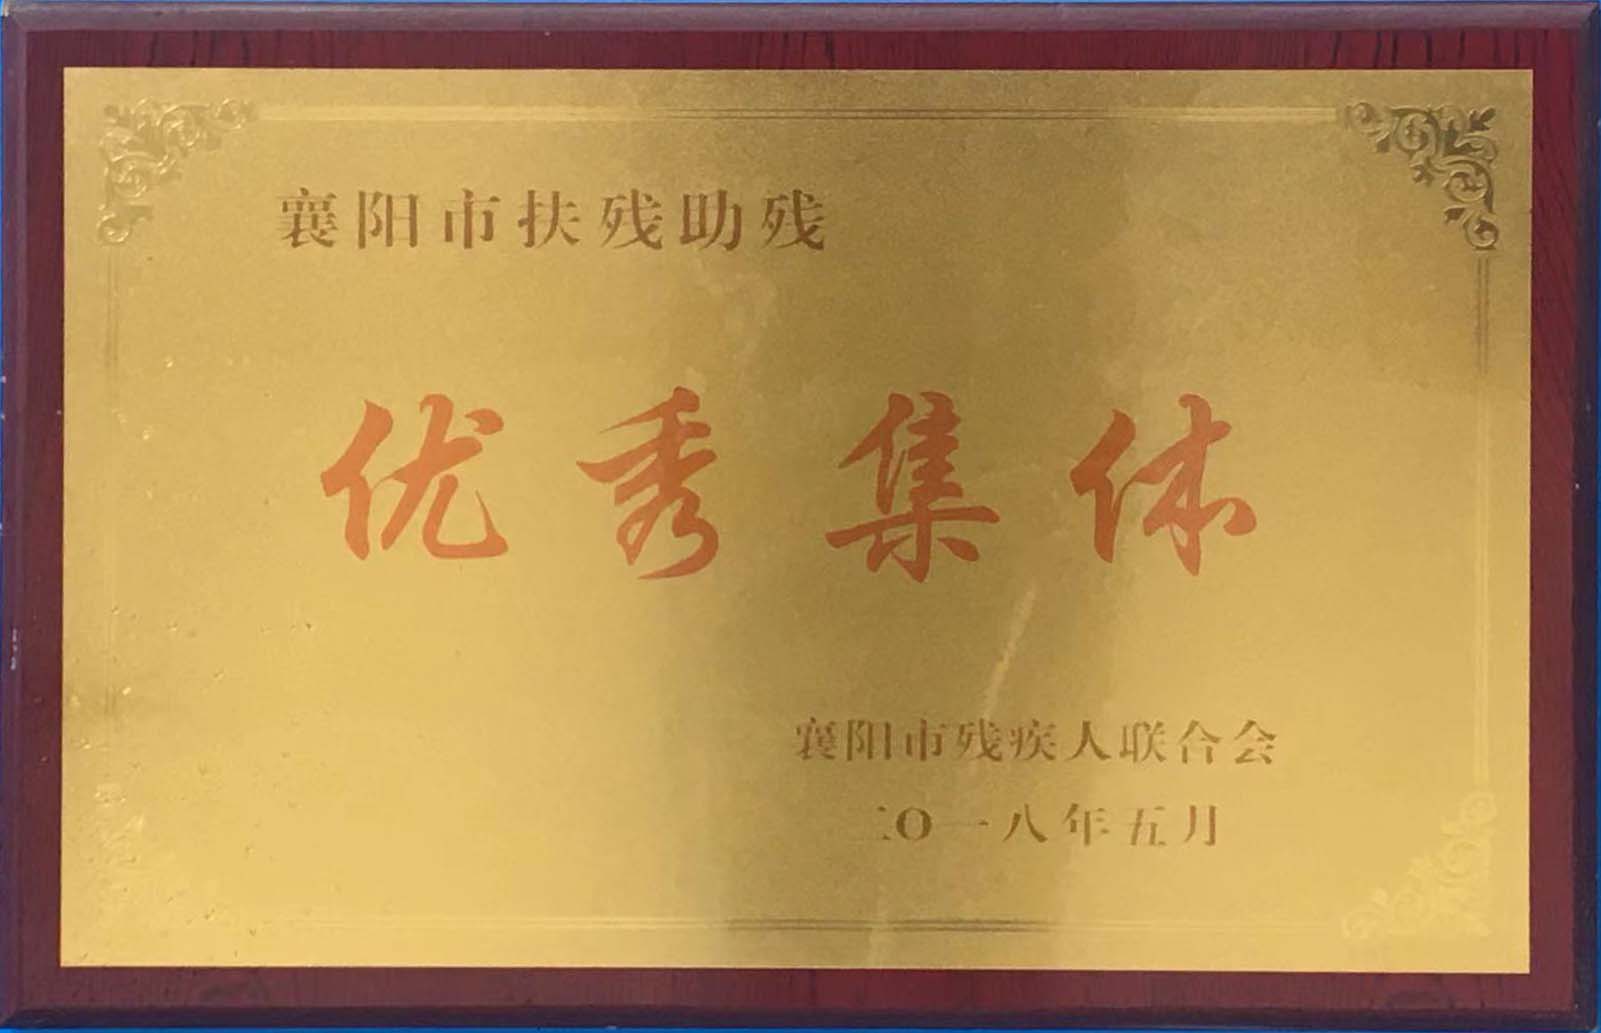 襄阳市扶残助残
优秀集体
襄阳市残疾人联合会
二〇一八年五月